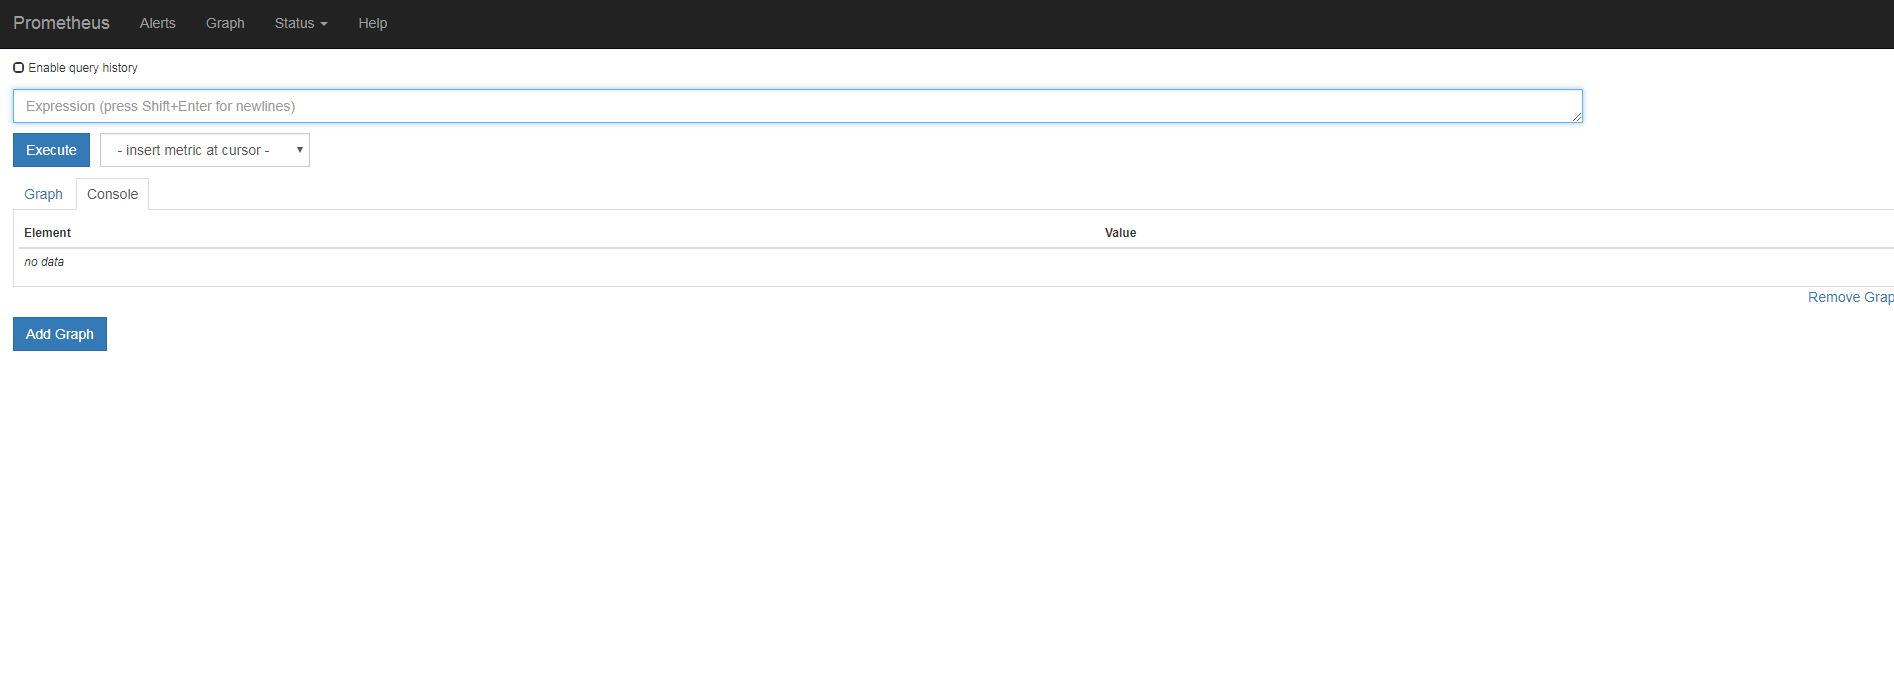 Prometheus Alerts Graph Status Help
Enable query history
Expression (press Shift+Enter for newlines)
Execute - insert metric at cursor -
Graph Console
Element Value
no data
Remove Grap
Add Graph